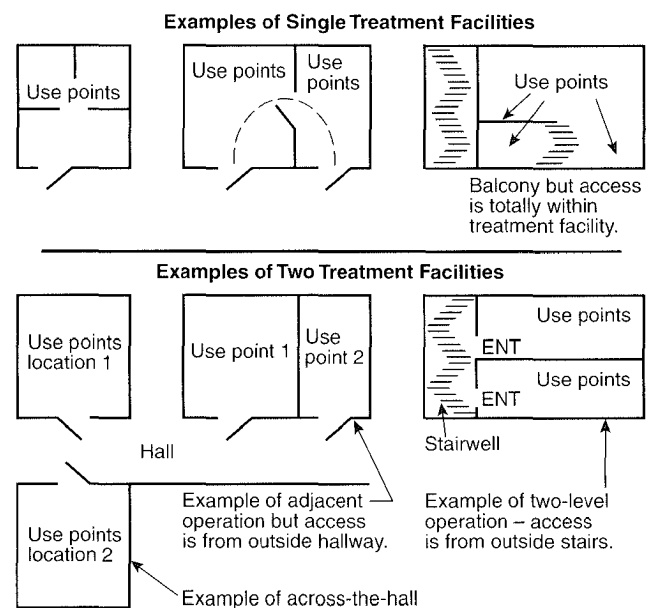 Examples of Single Treatment Facilities
Use points
Use points
Use
points
Use points
Balcony but access
is totally within
treatment facility.
Examples of Two Treatment Facilities
Use points
location 1
Use point 1
Use
point 2
Use points
ENT
Use points
ENT
Stairwell
Hall
Use points
location 2
Example of adjacent
operation but access
is from outside hallway.
Example of two-level
operation – access
is from outside stairs.
Example of across-the-hall